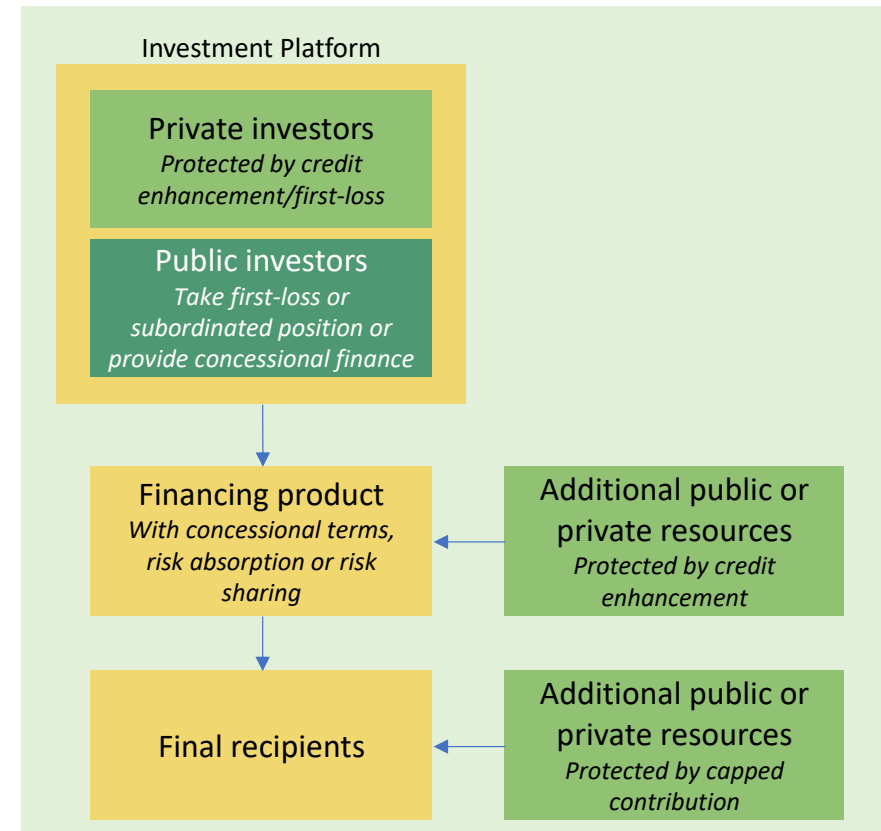 Investment Platform
Private investors
Protected by credit
enhancement/first-loss
Public investors
Take first-loss or
subordinated position or
provide concessional finance
Financing product
With concessional terms,
risk absorption or risk
sharing
Additional public or
private resources
Protected by credit
enhancement
Final recipients
Additional public or
private resources
Protected by capped
contribution